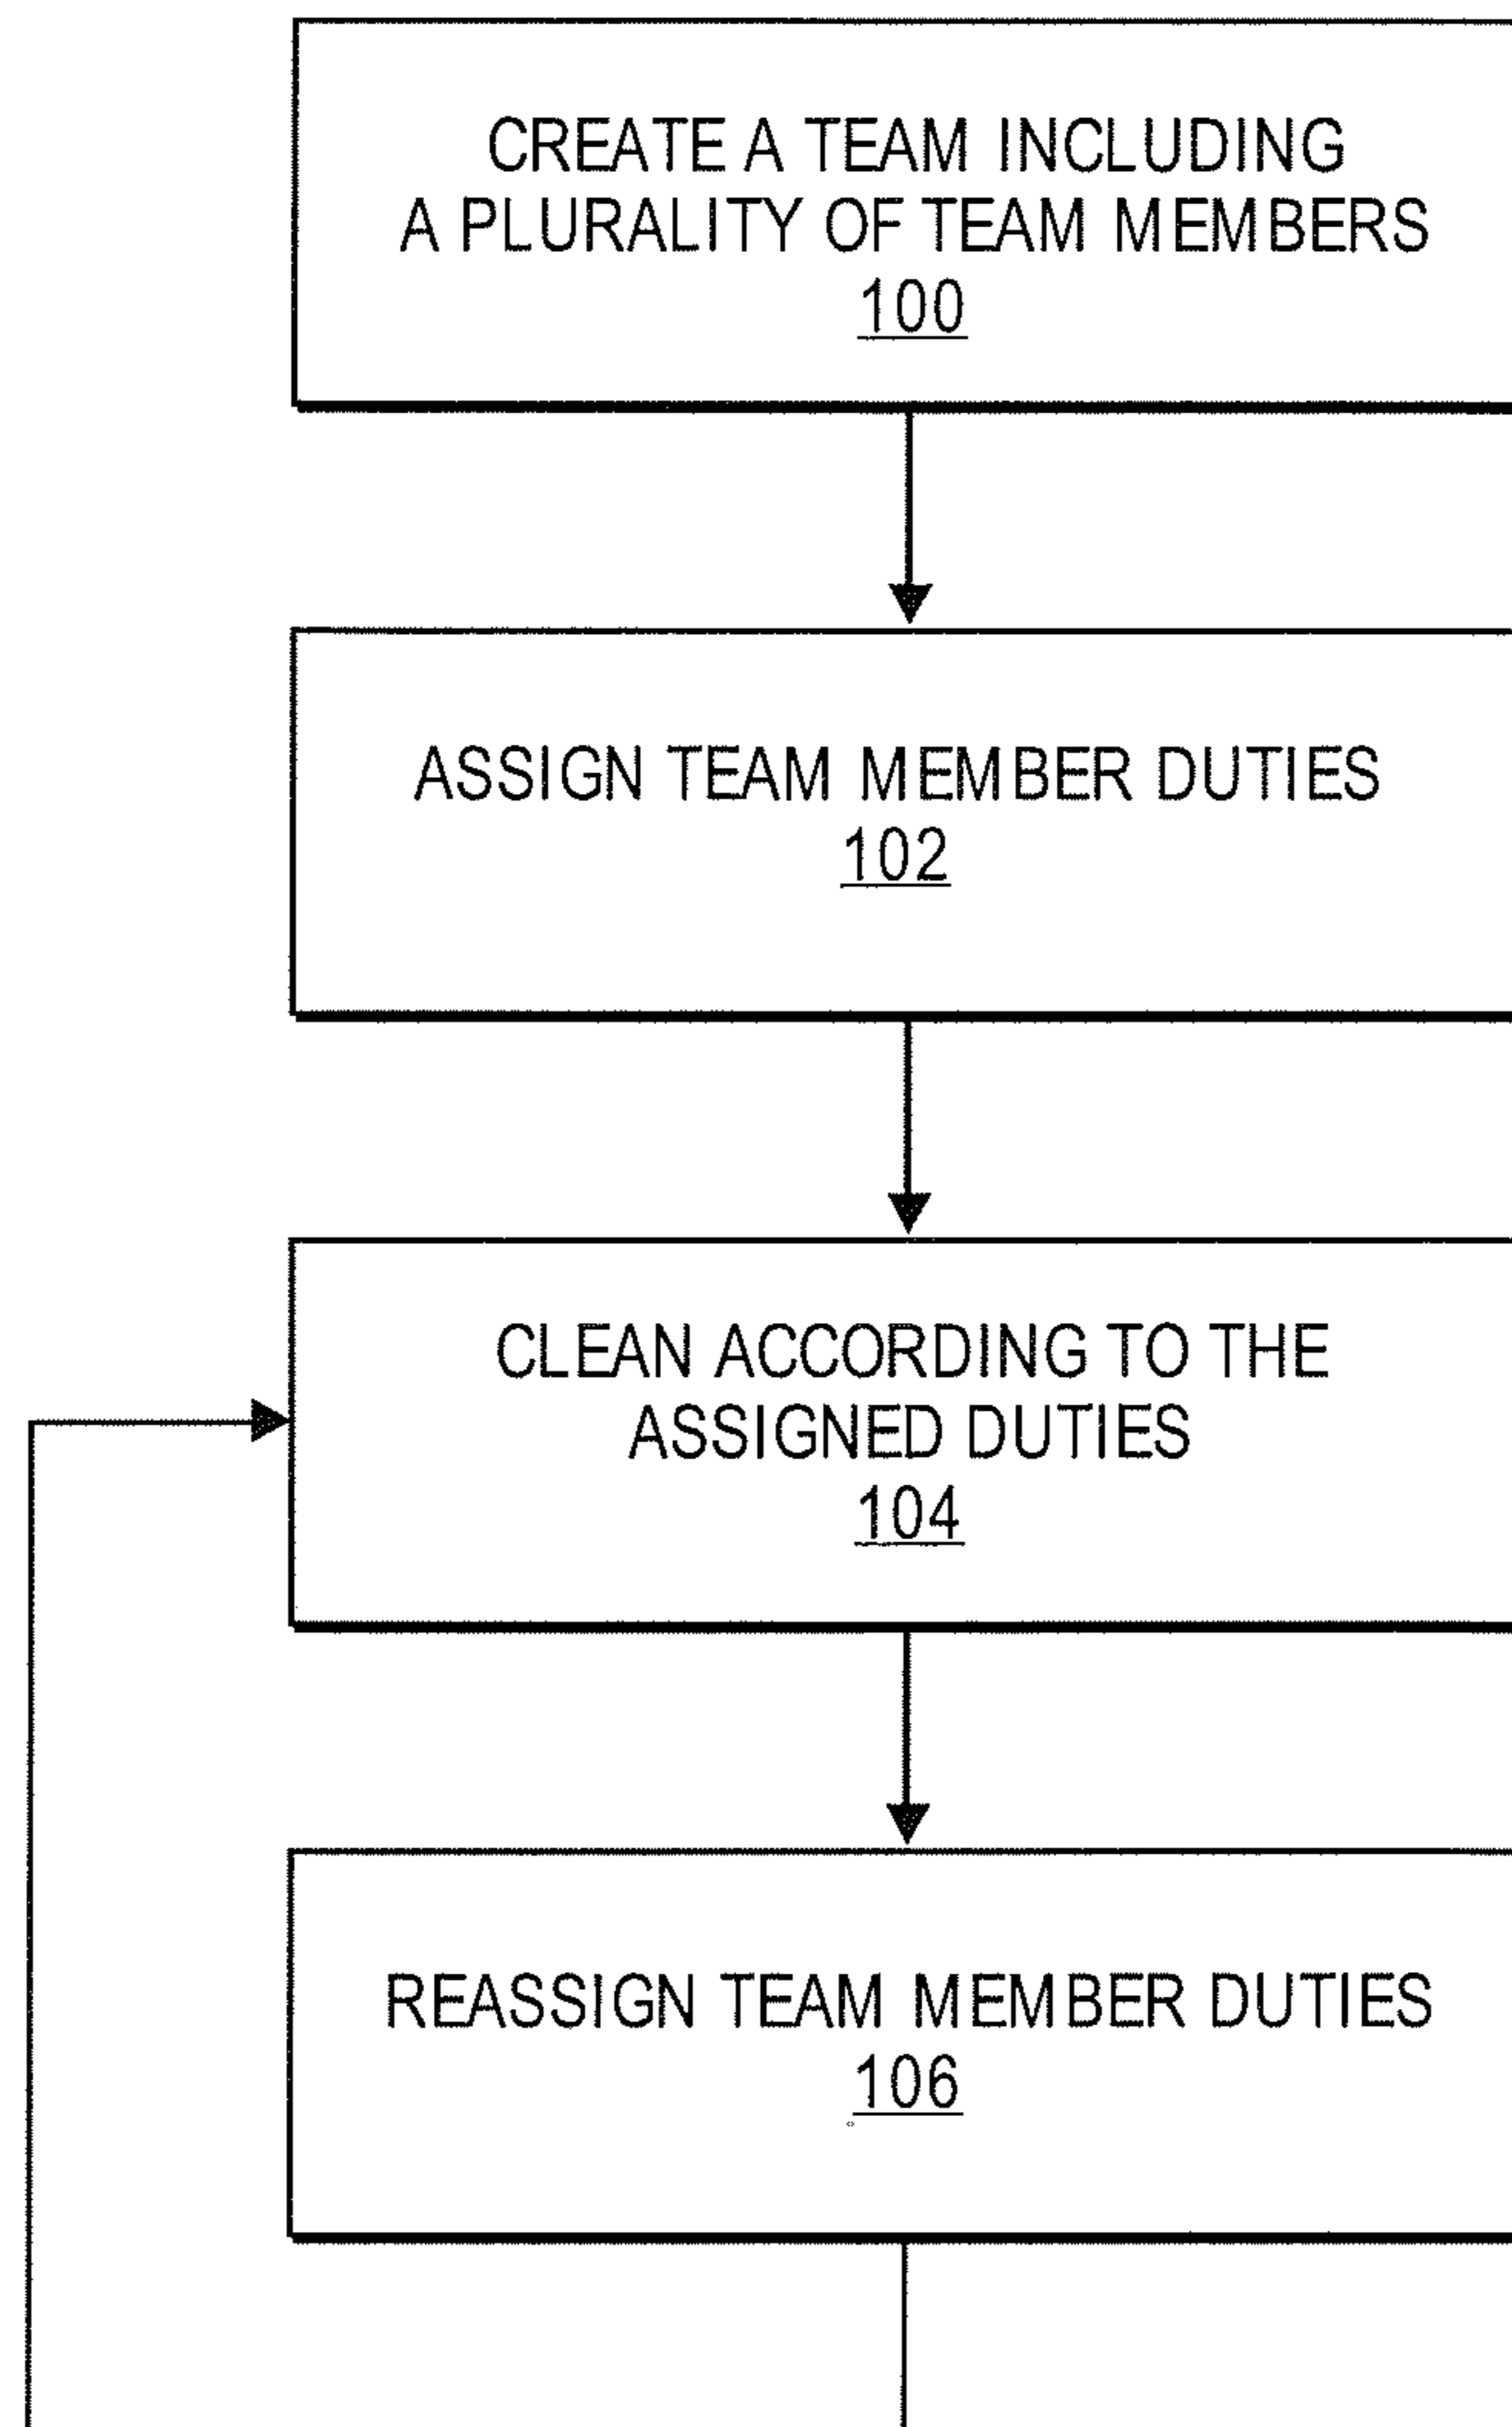 CREATE A TEAM INCLUDING
A PLURALITY OF TEAM MEMBERS
100
ASSIGN TEAM MEMBER DUTIES
102
CLEAN ACCORDING TO THE
ASSIGNED DUTIES
104
REASSIGN TEAM MEMBER DUTIES
106